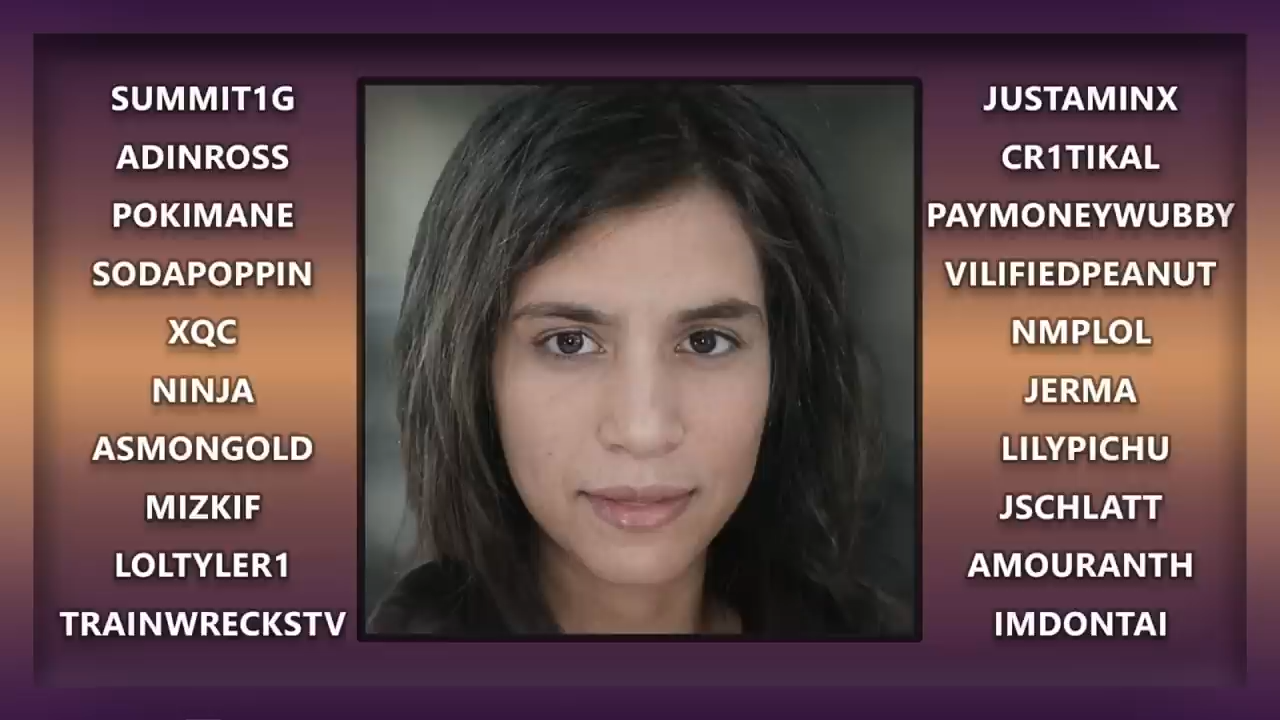 SUMMIT1G
ADINROSS
POKIMANE
SODAPOPPIN
XQC
NINJA
ASMONGOLD
MIZKIF
LOLTYLER1
TRAINWRECKSTV
JUSTAMINX
CR1TIKAL
PAYMONEYWUBBY
VILIFIEDPEANUT
NMPLOL
JERMA
LILYPICHU
JSCHLATT
AMOURANTH
IMDONTAI